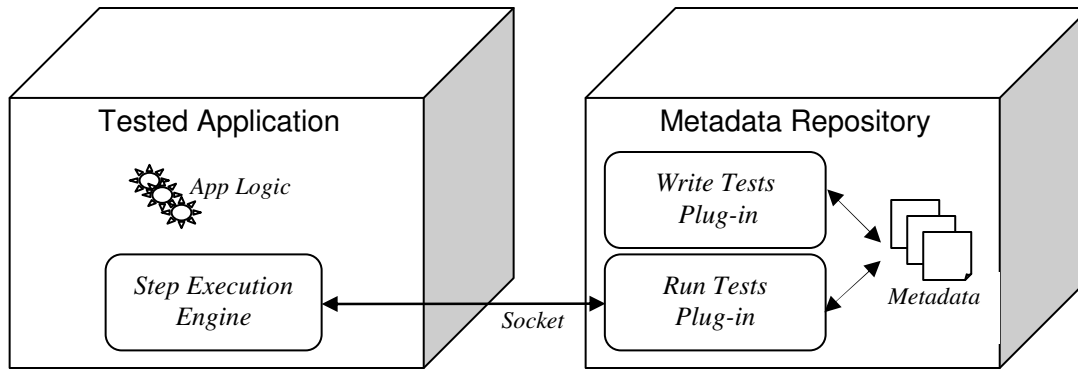 Tested Application
App Logic
Step Execution
Engine
Socket
Metadata Repository
Write Tests
Plug-in
Run Tests
Plug-in
Metadata